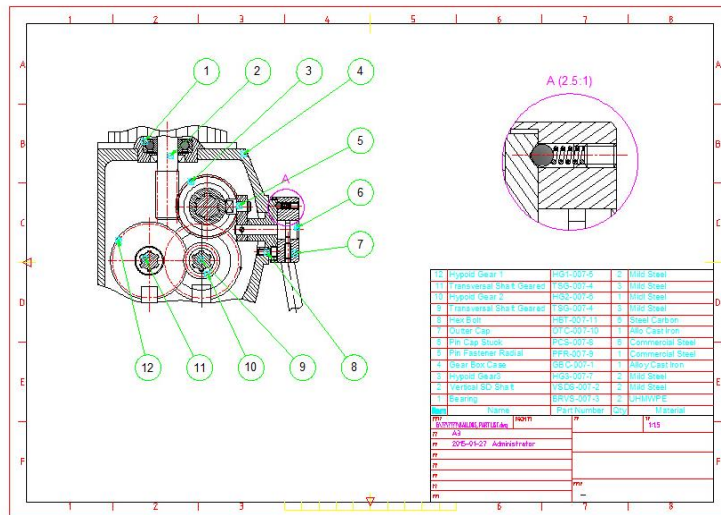 1 2 3 4 5 6 7 8
A A
B B
C C
D D
E E
F F
1 2 3 4 5 6 7 8
1 2 3 4
5
6
7
12 11 10 9 8
A
A (2.5:1)
12 Hypoid Gear 1 HG1-007-5 2 Mild Steel
11 Transversal Shaft Geared TSG-007-4 3 Mild Steel
10 Hypoid Gear 2 HG2-007-6 1 Mild Steel
9 Transversal Shaft Geared TSG-007-4 3 Mild Steel
8 Hex Bolt HBT-007-11 Steel Carbon
7 Cap OTC-007-10 1 Cast Iron
6 Pin Cap Stuck PCS-007-8 Commercial Steel
5 Pin Fastener Radial PFR-007-9 1 Commercial Steel
4 Gear Box Case GBC-007-1 1 Alloy Cast Iron
3 Hypoid Gear3 HG3-007-7 2 Mild Steel
2 Vertical SD Shaft VSDS-007-2 2 Mild Steel
1 Bearing BRVS-007-3 2 UHMWPE
Item Name Part Number Qty Material
1:1.5
A3
2015-01-27 Administrator